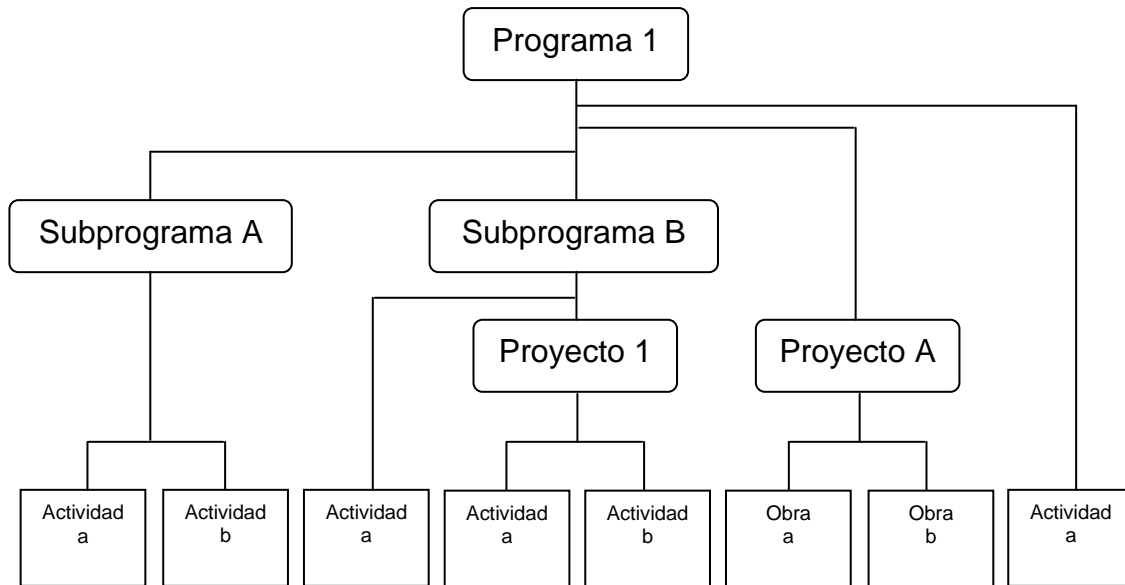 Programa 1
Subprograma A
Subprograma B
Proyecto 1
Proyecto A
Actividad
a
Actividad
b
Actividad
a
Actividad
a
Actividad
b
Obra
a
Obra
b
Actividad
a